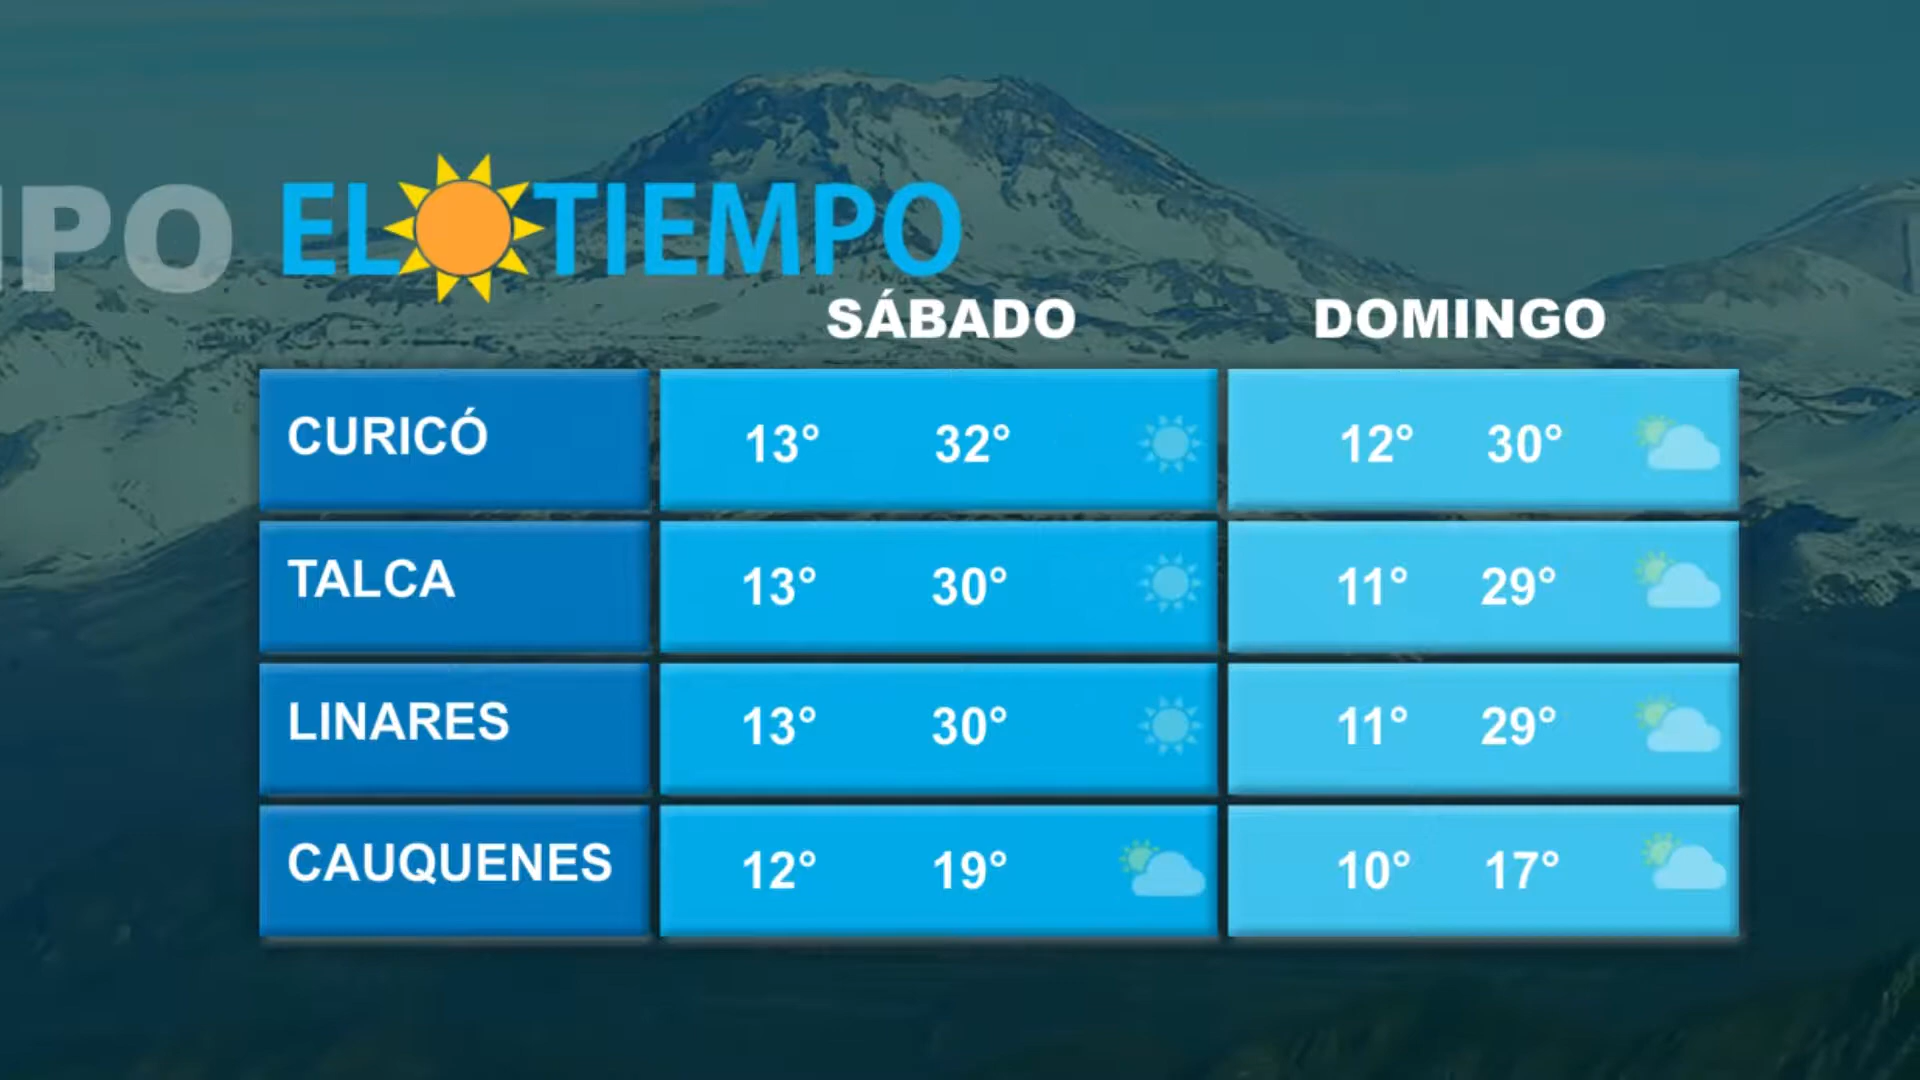 IPO
EL TIEMPO
SÁBADO DOMINGO
CURICÓ 13° 32° 12° 30°
TALCA 13° 30° 11° 29°
LINARES 13° 30° 11° 29°
CAUQUENES 12° 19° 10° 17°